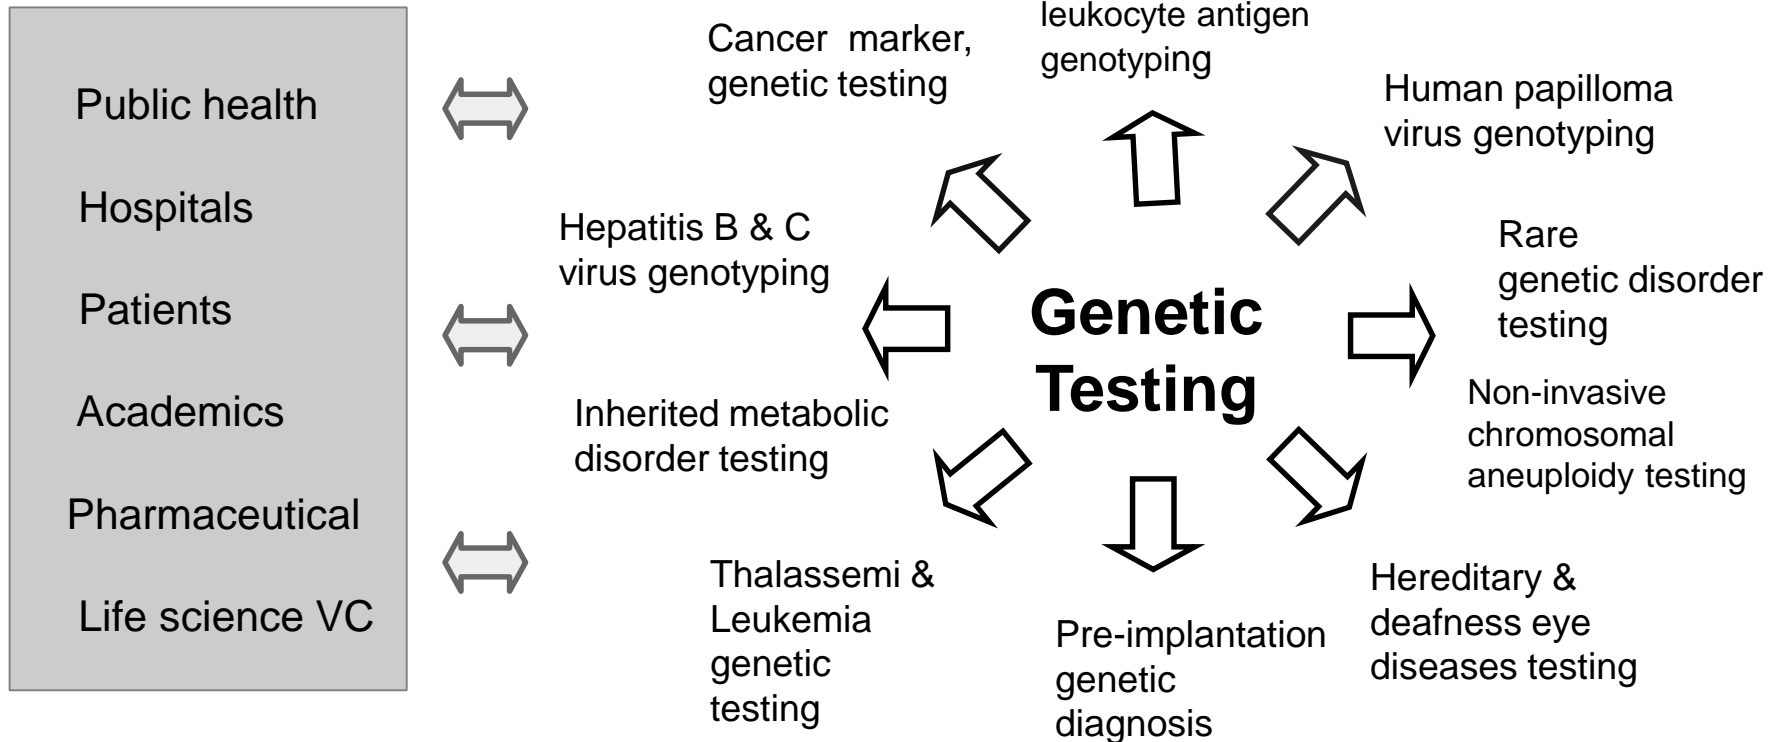 Public health
Hospitals
Patients
Academics
Pharmaceutical
Life science VC
Cancer marker,
genetic testing
leukocyte antigen
genotyping
Human papilloma
virus genotyping
Hepatitis B & C
virus genotyping
Rare
genetic disorder
testing
Genetic
Testing
Inherited metabolic
disorder testing
Non-invasive
chromosomal
aneuploidy testing
Thalassemi &
Leukemia
genetic
testing
Pre-implantation
genetic
diagnosis
Hereditary &
deafness eye
diseases testing